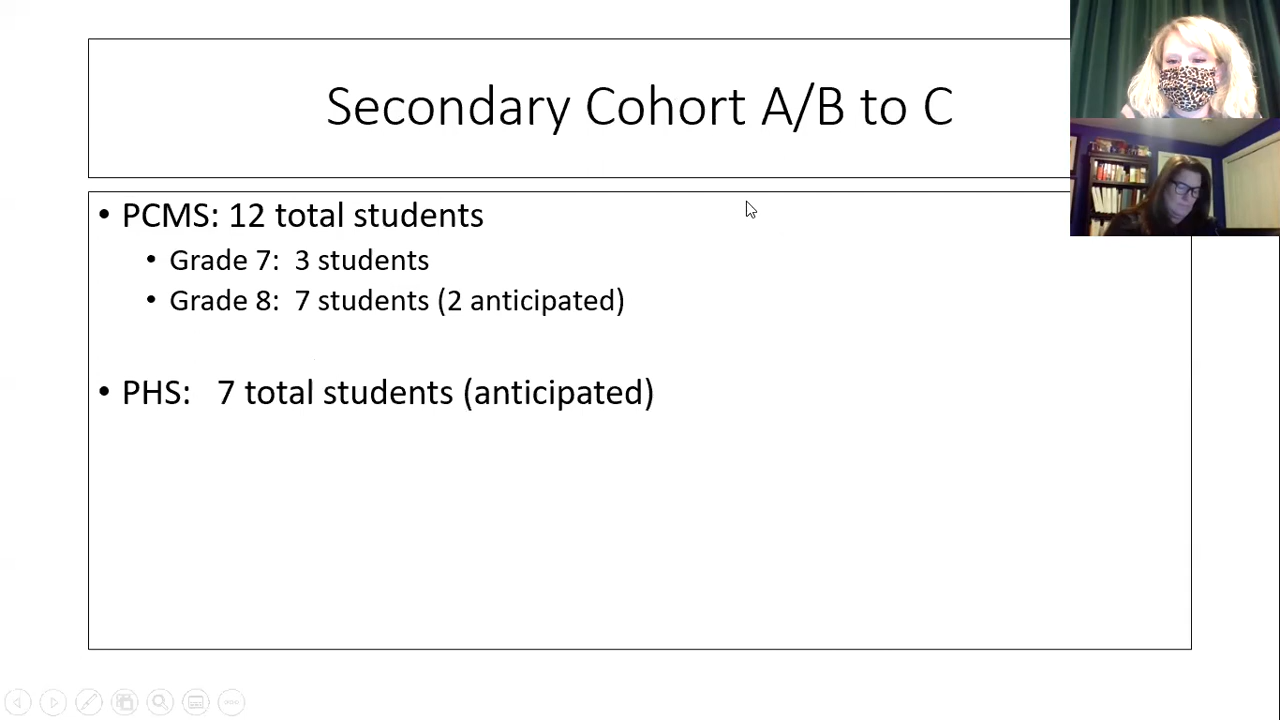 Secondary Cohort A/B to C
• PCMS: 12 total students
• Grade 7: 3 students
• Grade 8: 7 students (2 anticipated)
• PHS: 7 total students (anticipated)